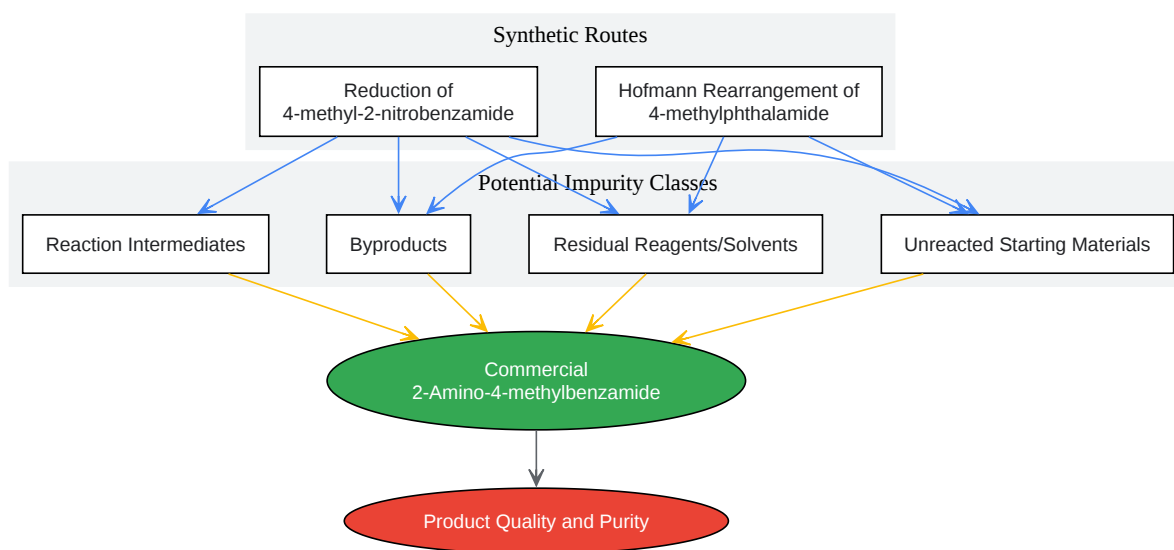 Synthetic Routes
Reduction of
4-methyl-2-nitrobenzamide
Hofmann Rearrangement of
4-methylphthalamide
Potential Impurity Classes
Reaction Intermediates
Byproducts
Residual Reagents/Solvents
Unreacted Starting Materials
Commercial
2-Amino-4-methylbenzamide
Product Quality and Purity